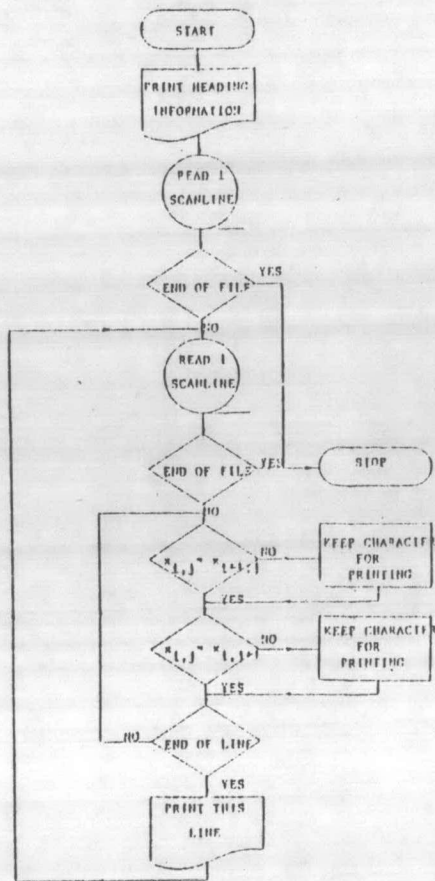 START
PRINT HEADING
INFORMATION
READ 1
SCANLINE
END OF FILE
YES
NO
READ 1
SCANLINE
END OF FILE
YES
STOP
NO
NO
KEEP CHARACTER
FOR
PRINTING
YES
NO
KEEP CHARACTER
FOR
PRINTING
YES
NO
END OF LINE
YES
PRINT THIS
LINE